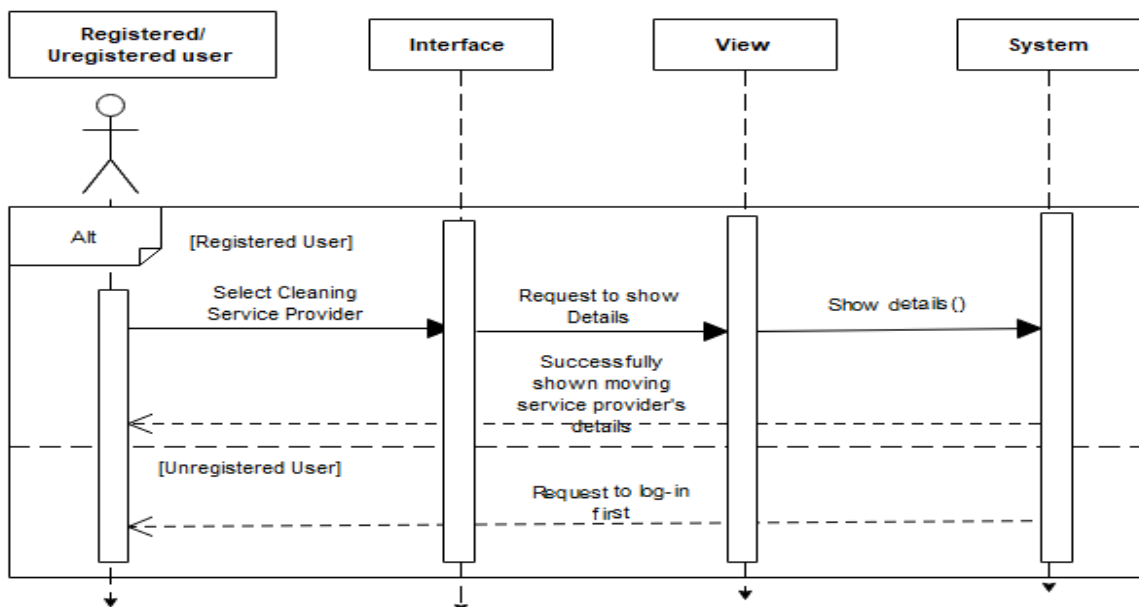 Registered/
Uregistered user
Interface
View
System
Alt
[Registered User]
Select Cleaning
Service Provider
Request to show
Details
Show details()
Successfully
shown moving
service provider's
details
[Unregistered User]
Request to log-in
first